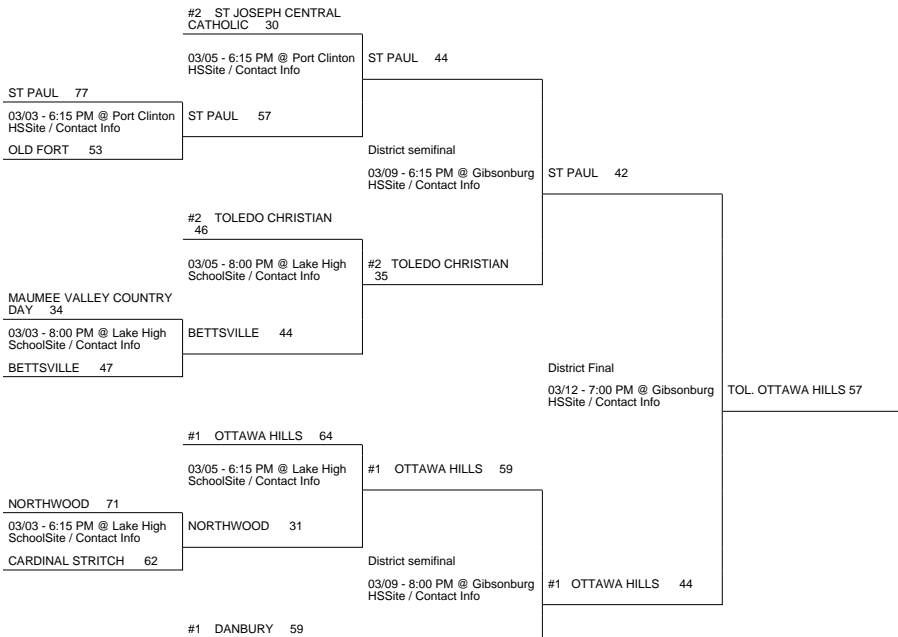 #2 ST JOSEPH CENTRAL
CATHOLIC 30
03/05 - 6:15 PM @ Port Clinton
HSSite / Contact Info
ST PAUL 44
ST PAUL 77
03/03 - 6:15 PM @ Port Clinton
HSSite / Contact Info
ST PAUL 57
OLD FORT 53
District semifinal
03/09 - 6:15 PM @ Gibsonburg
HSSite / Contact Info
ST PAUL 42
#2 TOLEDO CHRISTIAN
46
03/05 - 8:00 PM @ Lake High
SchoolSite / Contact Info
#2 TOLEDO CHRISTIAN
35
MAUMEE VALLEY COUNTRY
DAY 34
03/03 - 8:00 PM @ Lake High
SchoolSite / Contact Info
BETTSVILLE 44
BETTSVILLE 47
District Final
03/12 - 7:00 PM @ Gibsonburg
HSSite / Contact Info
TOL. OTTAWA HILLS 57
#1 OTTAWA HILLS 64
03/05 - 6:15 PM @ Lake High
SchoolSite / Contact Info
#1 OTTAWA HILLS 59
NORTHWOOD 71
03/03 - 6:15 PM @ Lake High
SchoolSite / Contact Info
NORTHWOOD 31
CARDINAL STRITCH 62
District semifinal
03/09 - 8:00 PM @ Gibsonburg
HSSite / Contact Info
#1 OTTAWA HILLS 44
#1 DANBURY 59